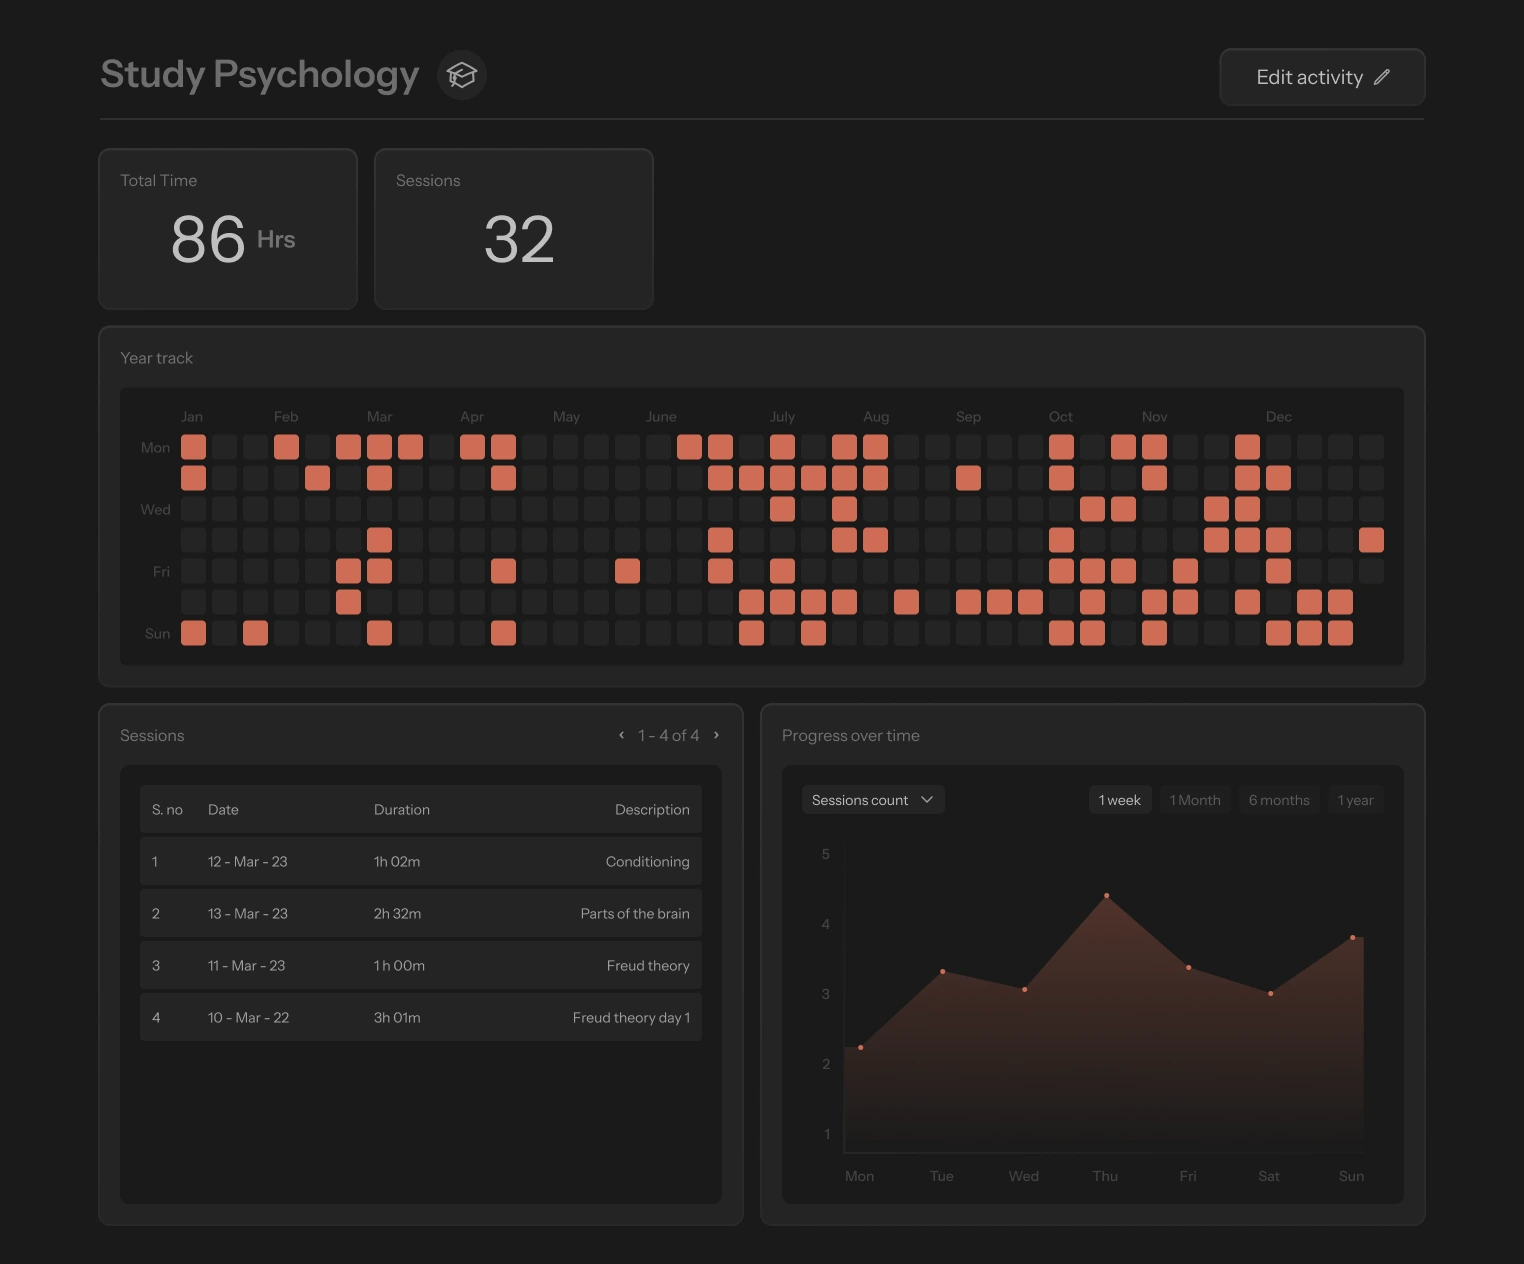 Study Psychology
Edit activity
Total Time
86 Hrs
Sessions
32
Year track
Jan Feb Mar Apr May June July Aug Sep Oct Nov Dec
Mon
Wed
Fri
Sun
Sessions
‹ 1 - 4 of 4 ›
S. no Date Duration Description
1 12 - Mar - 23 1h 02m Conditioning
2 13 - Mar - 23 2h 32m Parts of the brain
3 11 - Mar - 23 1 h 00m Freud theory
4 10 - Mar - 22 3h 01m Freud theory day 1
Progress over time
Sessions count 1 week 1 Month 6 months 1 year
5
4
3
2
1
Mon Tue Wed Thu Fri Sat Sun